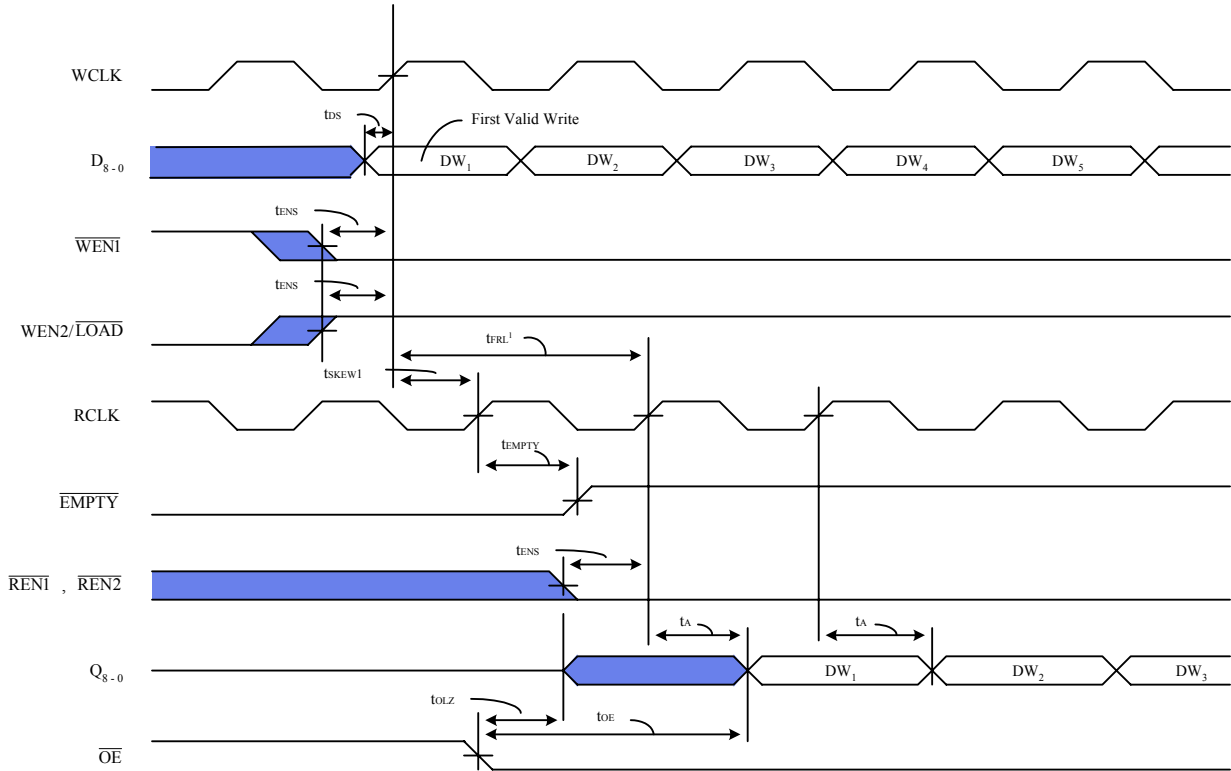 WCLK
tDS
First Valid Write
D8 - 0
DW1 DW2 DW3 DW4 DW5
tENS
WEN1
tENS
WEN2/LOAD
tFRL1
tSKEW1
RCLK
tEMPTY
EMPTY
tENS
REN1 , REN2
tA tA
Q8 - 0
DW1 DW2 DW3
tOLZ
tOE
OE